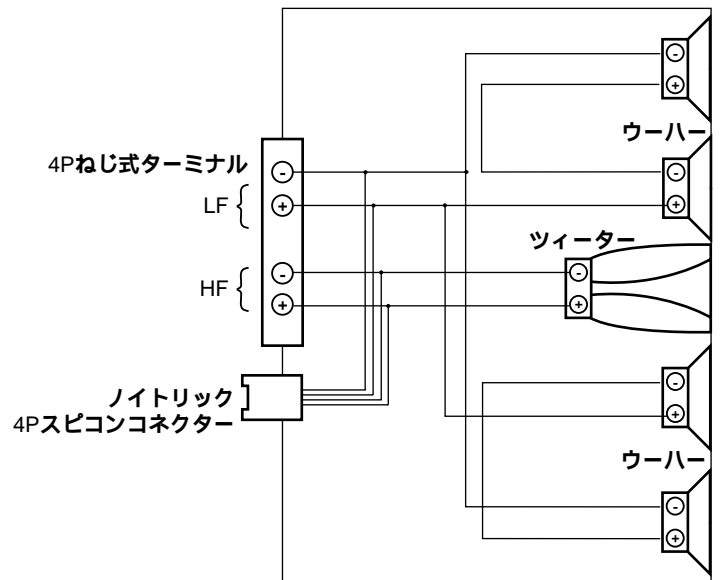 ウーハー
4Pねじ式ターミナル
LF
ツィーター
HF
ノイトリック
4Pスピコンコネクター
ウーハー
- + - + - + - + - + - + - +